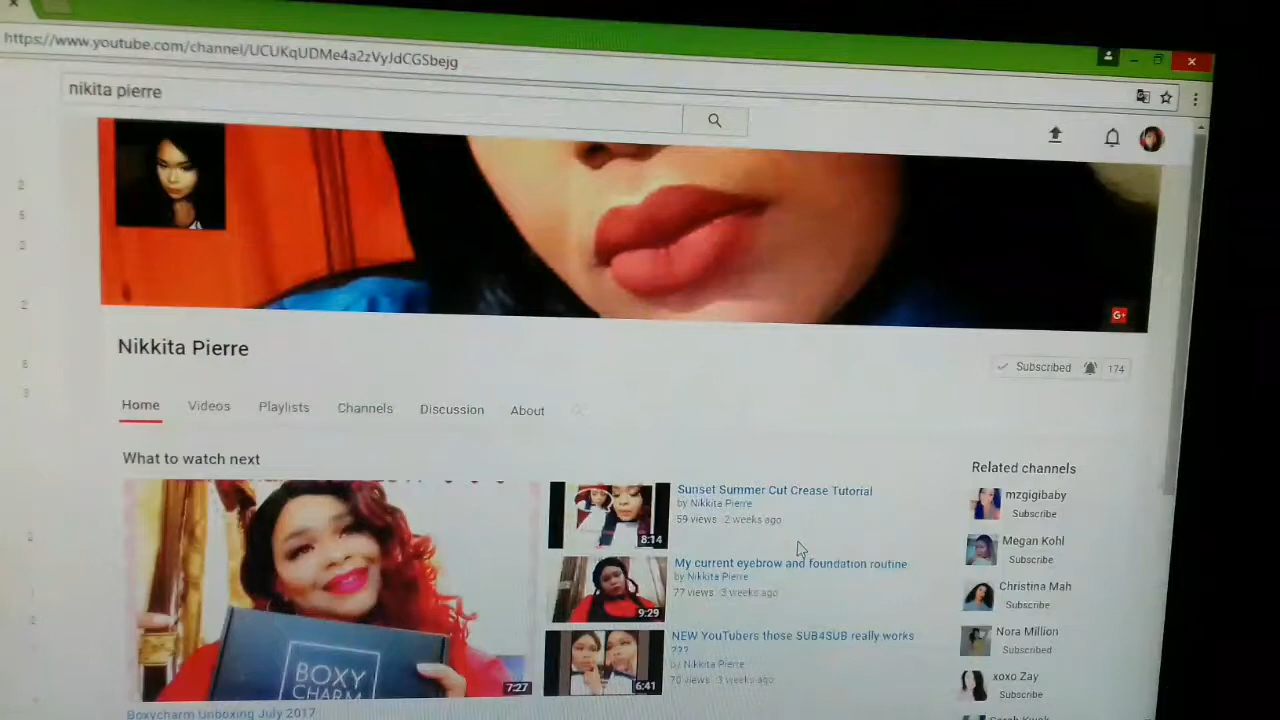 https://www.youtube.com/channel/UCUKqUDMe4a2zVyJdCGSbejg
nikita pierre
G+
Nikkita Pierre
Subscribed 174
Home Videos Playlists Channels Discussion About
What to watch next
BOXY
CHARM
7:27
Boxycharm Unboxing July 2017
8:14
Sunset Summer Cut Crease Tutorial
by Nikkita Pierre
59 views 2 weeks ago
9:29
My current eyebrow and foundation routine
by Nikkita Pierre
77 views 3 weeks ago
6:41
NEW YouTubers those SUB4SUB really works
???
by Nikkita Pierre
70 views 3 weeks ago
Related channels
mzgigibaby
Subscribe
Megan Kohl
Subscribe
Christina Mah
Subscribe
Nora Million
Subscribed
xoxo Zay
Subscribe